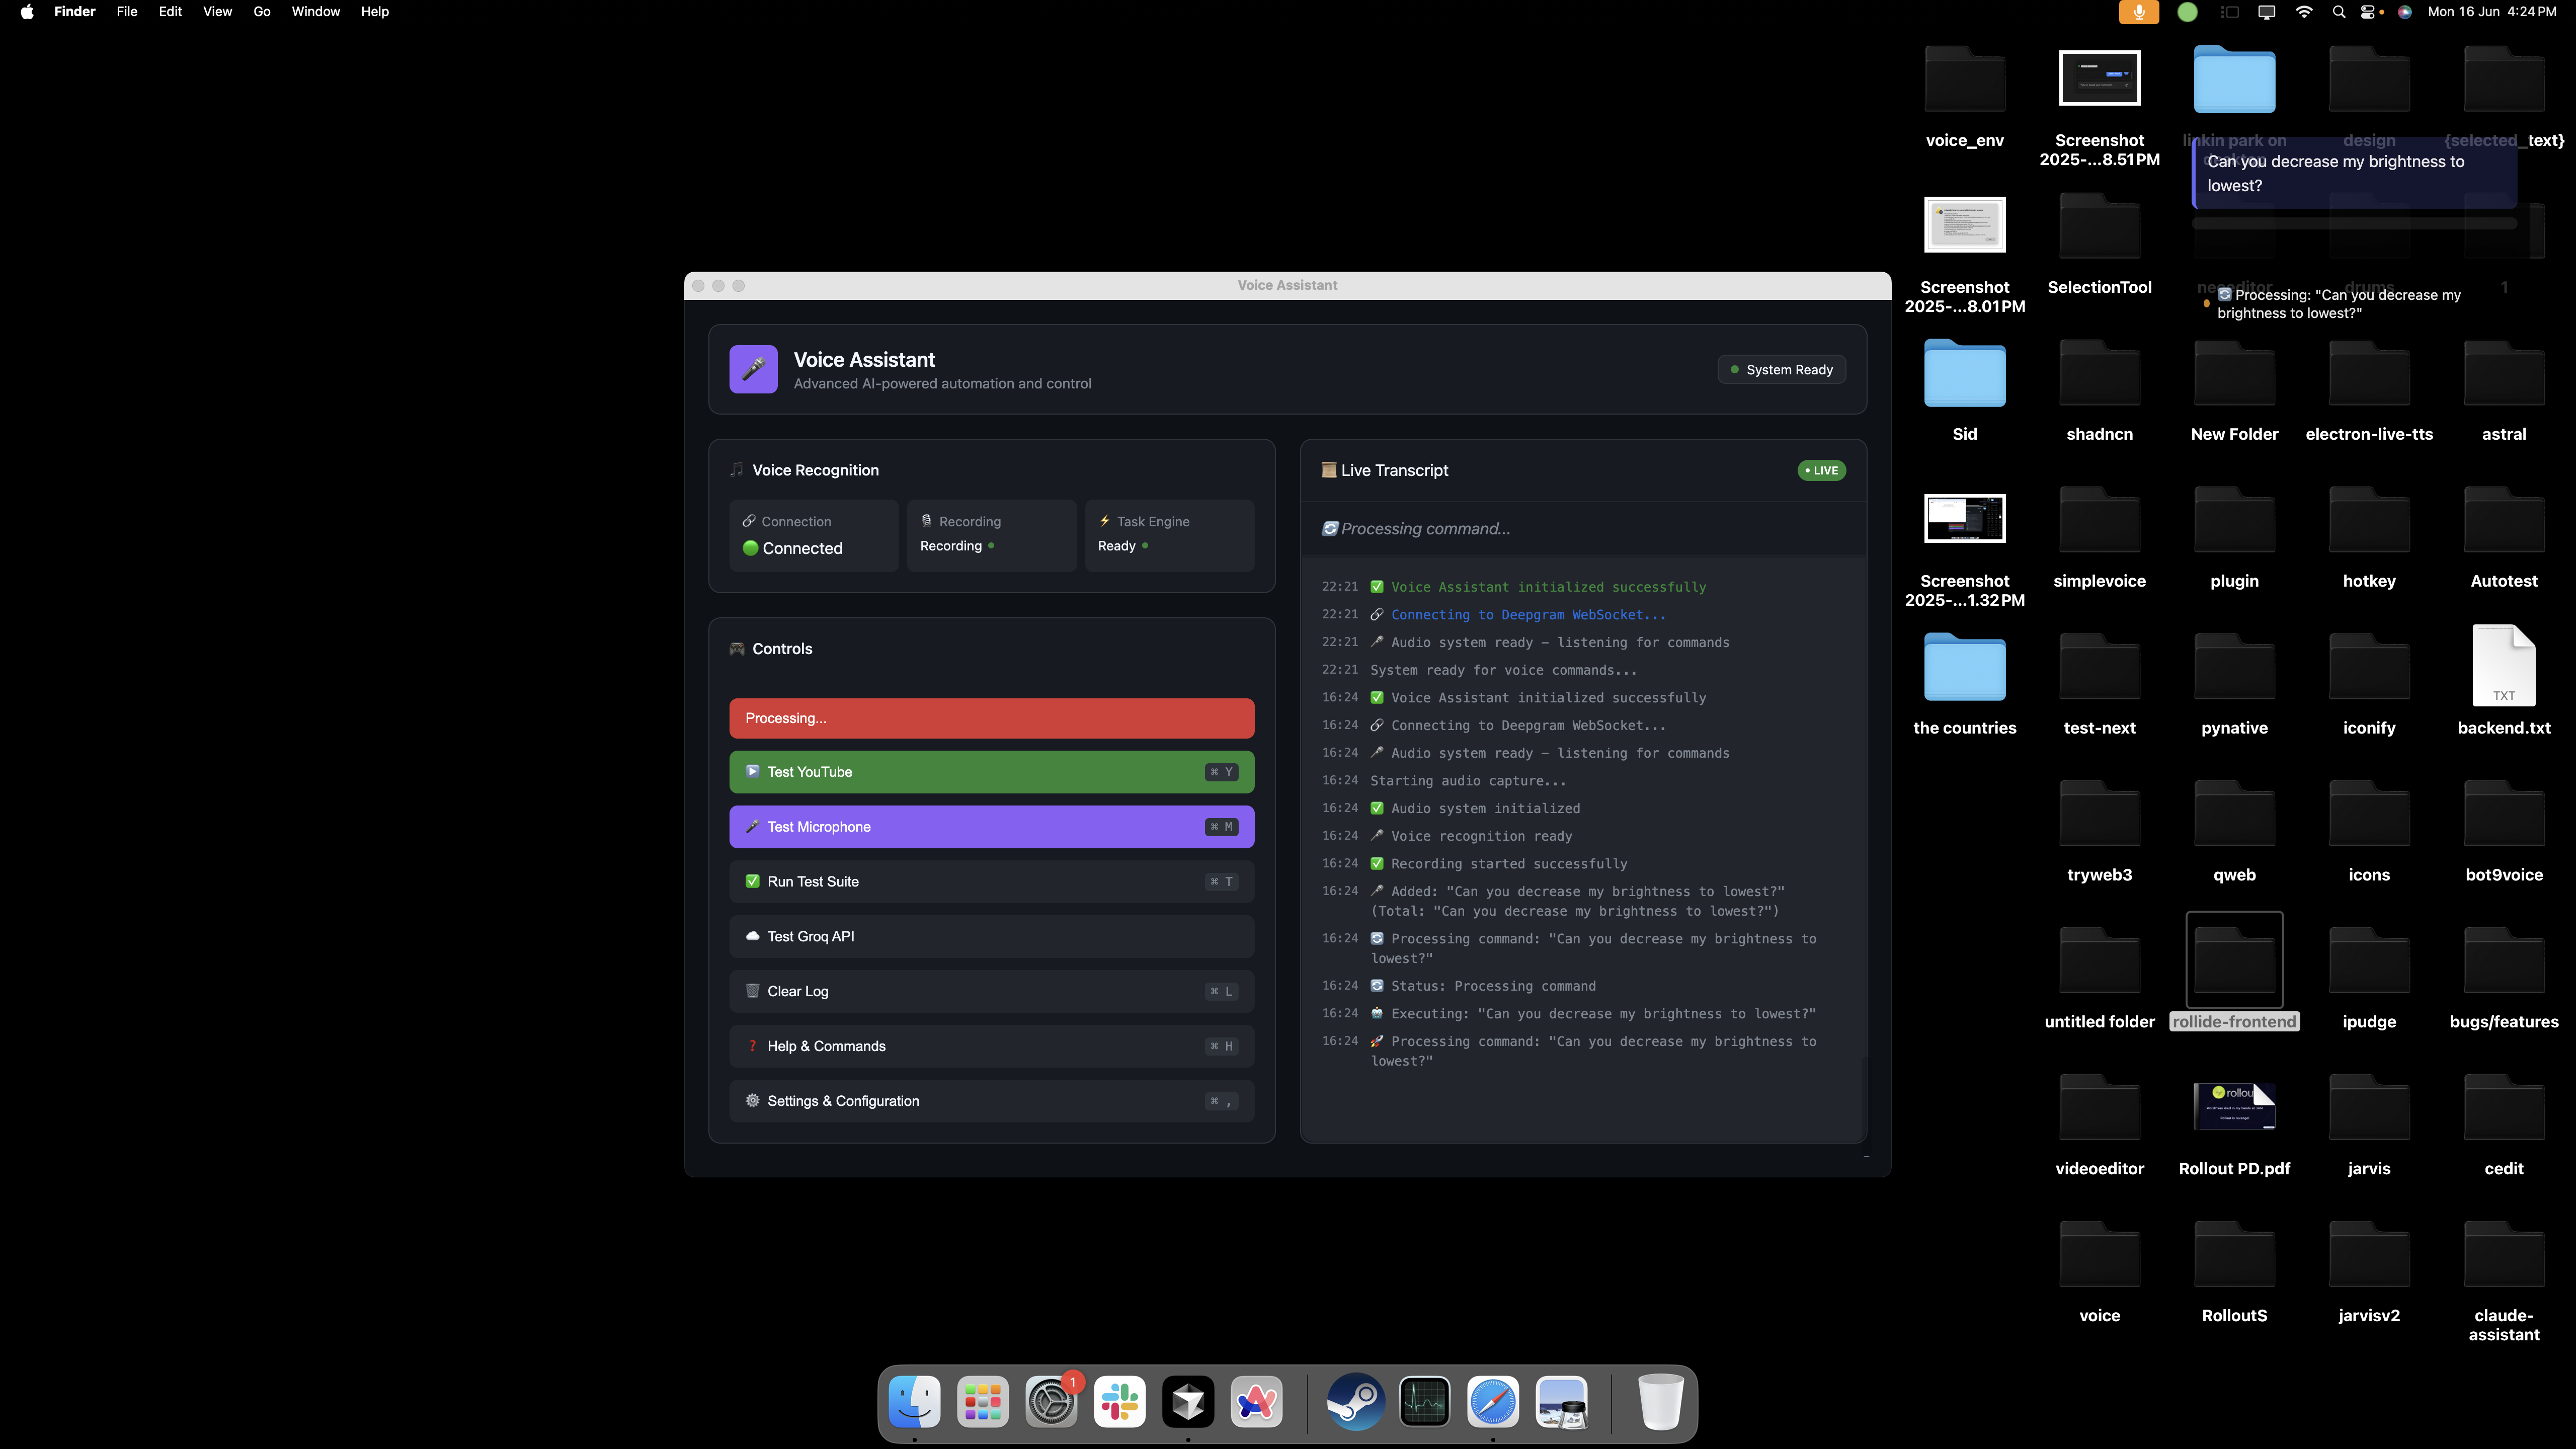 Finder File Edit View Go Window Help
Mon 16 Jun 4:24 PM
voice_env
Screenshot
2025-...8.51 PM
linkin park on
design
{selected_text}
Can you decrease my brightness to
lowest?
Screenshot
2025-...8.01 PM
SelectionTool
neoeditor
drums
1
Processing: "Can you decrease my
brightness to lowest?"
Sid
shadncn
New Folder
electron-live-tts
astral
Screenshot
2025-...1.32 PM
simplevoice
plugin
hotkey
Autotest
TXT
the countries
test-next
pynative
iconify
backend.txt
tryweb3
qweb
icons
bot9voice
untitled folder
rollide-frontend
ipudge
bugs/features
videoeditor
Rollout PD.pdf
jarvis
cedit
voice
RolloutS
jarvisv2
claude-
assistant
Voice Assistant
Voice Assistant
Advanced AI-powered automation and control
System Ready
Voice Recognition
Connection
Connected
Recording
Recording
Task Engine
Ready
Controls
Processing...
Test YouTube ⌘ Y
Test Microphone ⌘ M
Run Test Suite ⌘ T
Test Groq API
Clear Log ⌘ L
Help & Commands ⌘ H
Settings & Configuration ⌘ ,
Live Transcript
• LIVE
Processing command...
22:21 Voice Assistant initialized successfully
22:21 Connecting to Deepgram WebSocket...
22:21 Audio system ready – listening for commands
22:21 System ready for voice commands...
16:24 Voice Assistant initialized successfully
16:24 Connecting to Deepgram WebSocket...
16:24 Audio system ready – listening for commands
16:24 Starting audio capture...
16:24 Audio system initialized
16:24 Voice recognition ready
16:24 Recording started successfully
16:24 Added: "Can you decrease my brightness to lowest?"
(Total: "Can you decrease my brightness to lowest?")
16:24 Processing command: "Can you decrease my brightness to
lowest?"
16:24 Status: Processing command
16:24 Executing: "Can you decrease my brightness to lowest?"
16:24 Processing command: "Can you decrease my brightness to
lowest?"
1